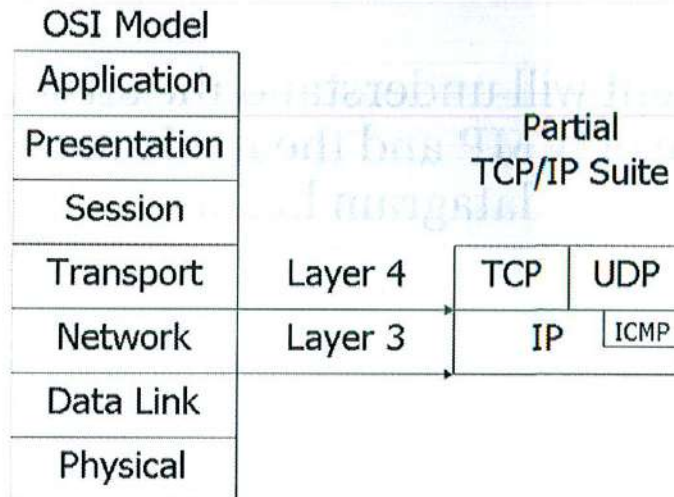 OSI Model
Application
Presentation
Session
Transport
Network
Data Link
Physical
Partial
TCP/IP Suite
Layer 4
TCP UDP
Layer 3
IP ICMP